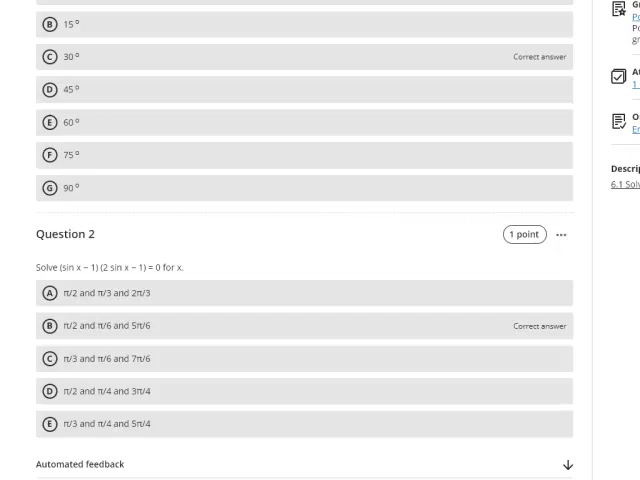 B 15 º
C 30 º Correct answer
D 45 º
E 60 º
F 75 º
G 90 º
Question 2 1 point ...
Solve (sin x − 1) (2 sin x − 1) = 0 for x.
A π/2 and π/3 and 2π/3
B π/2 and π/6 and 5π/6 Correct answer
C π/3 and π/6 and 7π/6
D π/2 and π/4 and 3π/4
E π/3 and π/4 and 5π/4
Automated feedback
Po
gr
1
Descrip
6.1 Solv